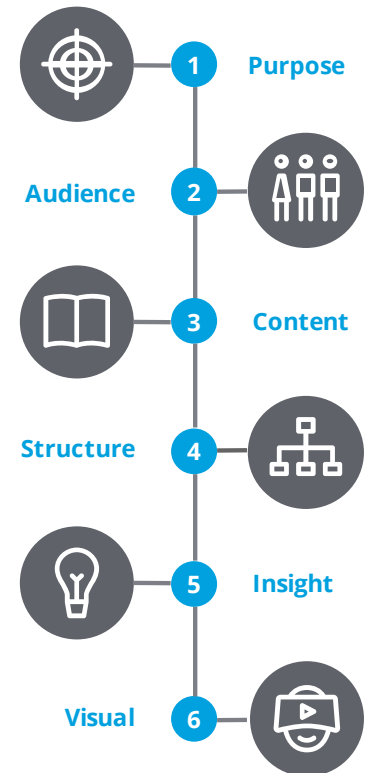 1 Purpose
Audience 2
3 Content
Structure 4
5 Insight
Visual 6